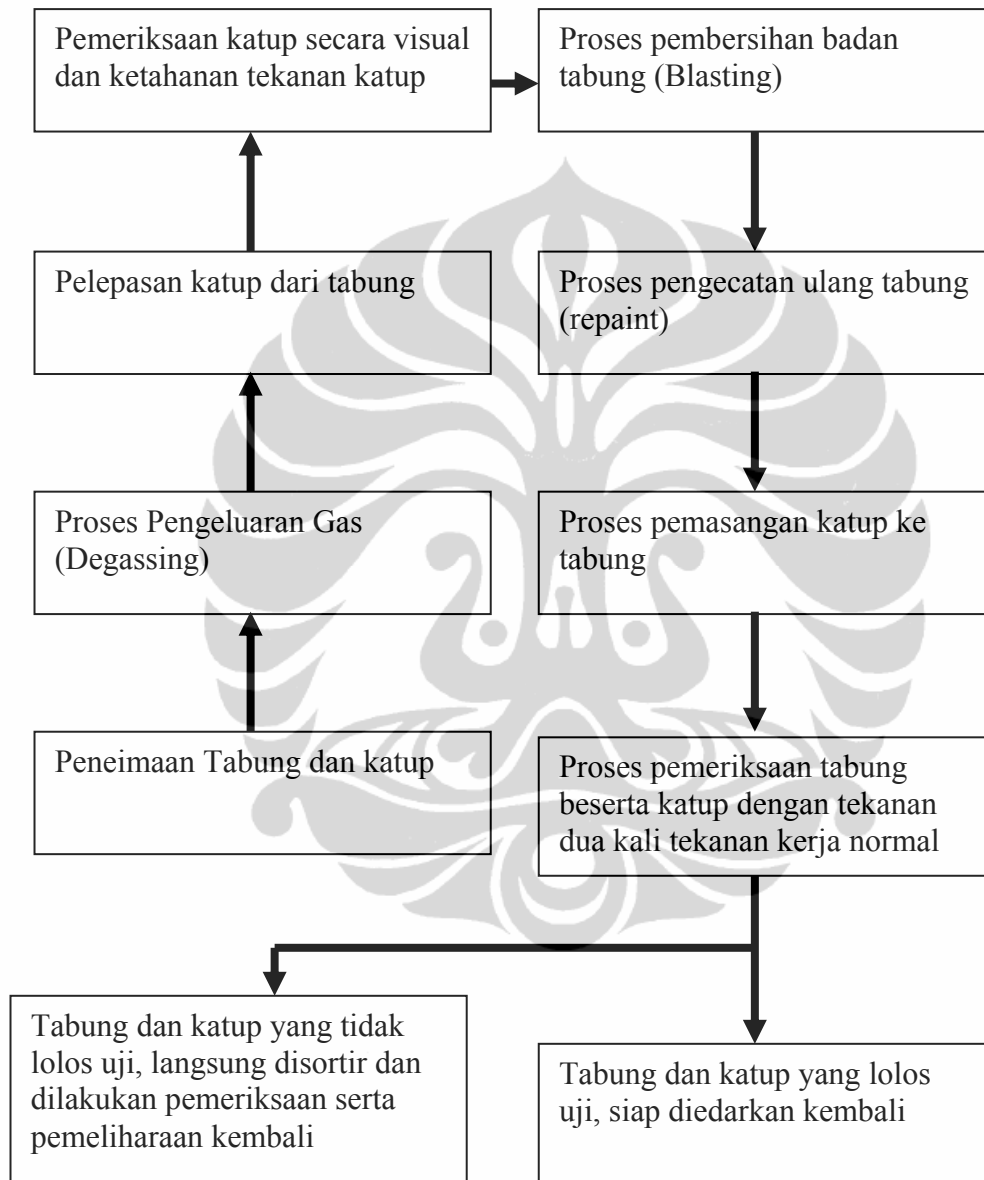 Pemeriksaan katup secara visual
dan ketahanan tekanan katup
Proses pembersihan badan
tabung (Blasting)
Pelepasan katup dari tabung
Proses pengecatan ulang tabung
(repaint)
Proses Pengeluaran Gas
(Degassing)
Proses pemasangan katup ke
tabung
Peneimaan Tabung dan katup
Proses pemeriksaan tabung
beserta katup dengan tekanan
dua kali tekanan kerja normal
Tabung dan katup yang tidak
lolos uji, langsung disortir dan
dilakukan pemeriksaan serta
pemeliharaan kembali
Tabung dan katup yang lolos
uji, siap diedarkan kembali